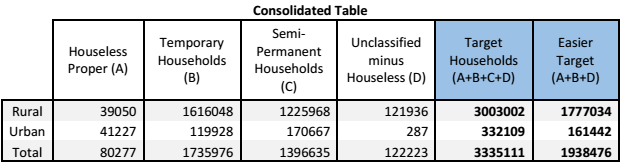 Consolidated Table
Houseless Proper (A) Temporary Households (B) Semi-Permanent Households (C) Unclassified minus Houseless (D) Target Households (A+B+C+D) Easier Target (A+B+D)
Rural 39050 1616048 1225968 121936 3003002 1777034
Urban 41227 119928 170667 287 332109 161442
Total 80277 1735976 1396635 122223 3335111 1938476